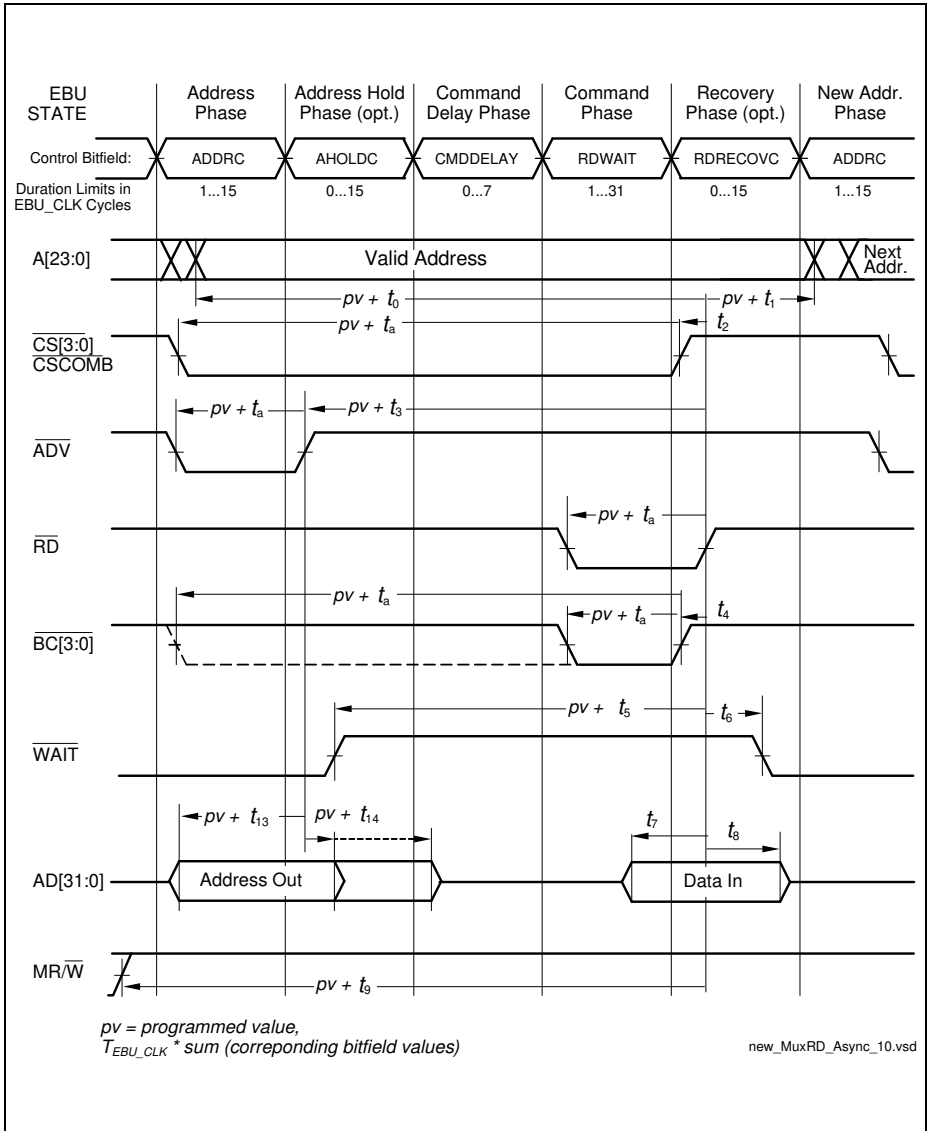 EBU STATE
Address Phase
Address Hold Phase (opt.)
Command Delay Phase
Command Phase
Recovery Phase (opt.)
New Addr. Phase
Control Bitfield:
ADDRC
AHOLDC
CMDDELAY
RDWAIT
RDRECOVC
ADDRC
Duration Limits in EBU_CLK Cycles
1...15
0...15
0...7
1...31
0...15
1...15
A[23:0]
Valid Address
Next Addr.
pv + t0
pv + t1
pv + ta
t2
CS[3:0]
CSCOMB
pv + ta
pv + t3
ADV
pv + ta
RD
pv + ta
pv + ta
t4
BC[3:0]
pv + t5
t6
WAIT
pv + t13
pv + t14
t7
t8
AD[31:0]
Address Out
Data In
MR/W
pv + t9
pv = programmed value,
TEBU_CLK * sum (correponding bitfield values)
new_MuxRD_Async_10.vsd